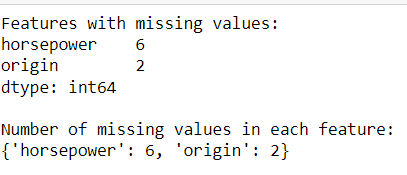 Features with missing values:
horsepower    6
origin        2
dtype: int64

Number of missing values in each feature:
{'horsepower': 6, 'origin': 2}